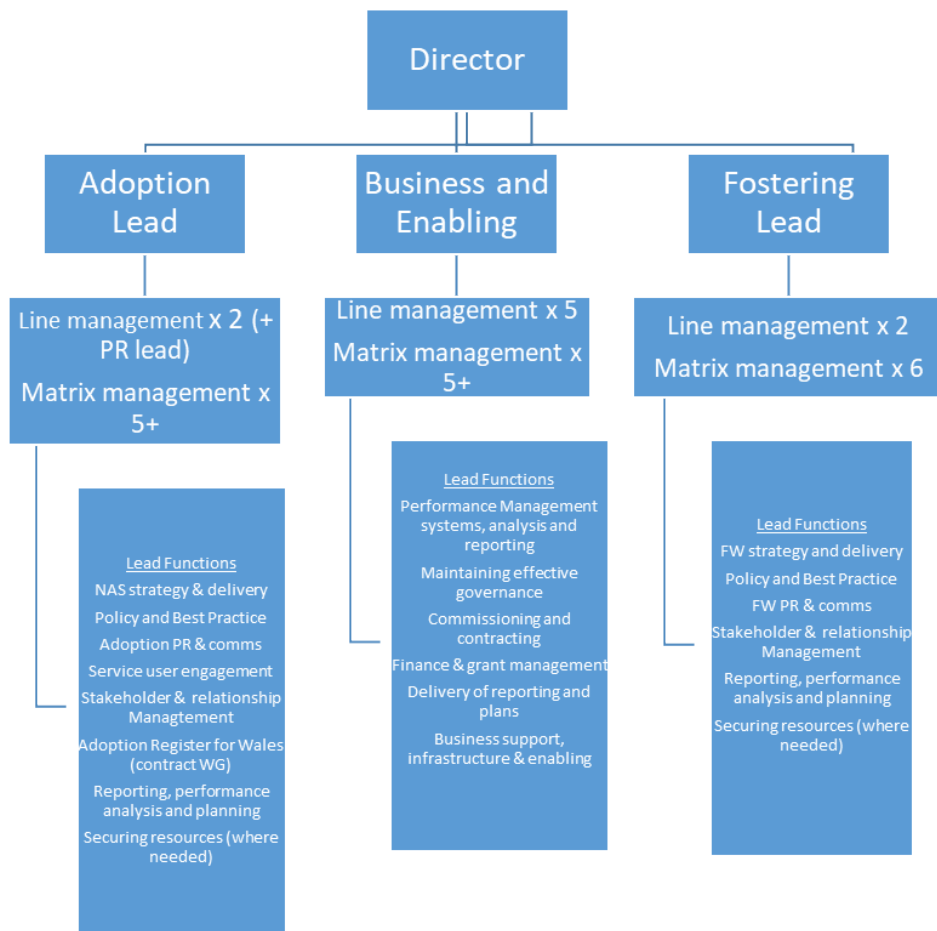 Director
Adoption
Lead
Business and
Enabling
Fostering
Lead
Line management x 2 (+
PR lead)
Matrix management x
5+
Line management x 5
Matrix management x
5+
Line management x 2
Matrix management x 6
Lead Functions
NAS strategy & delivery
Policy and Best Practice
Adoption PR & comms
Service user engagement
Stakeholder & relationship
Managtement
Adoption Register for Wales
(contract WG)
Reporting, performance
analysis and planning
Securing resources (where
needed)
Lead Functions
Performance Management
systems, analysis and
reporting
Maintaining effective
governance
Commissioning and
contracting
Finance & grant management
Delivery of reporting and
plans
Business support,
infrastructure & enabling
Lead Functions
FW strategy and delivery
Policy and Best Practice
FW PR & comms
Stakeholder & relationship
Management
Reporting, performance
analysis and planning
Securing resources (where
needed)